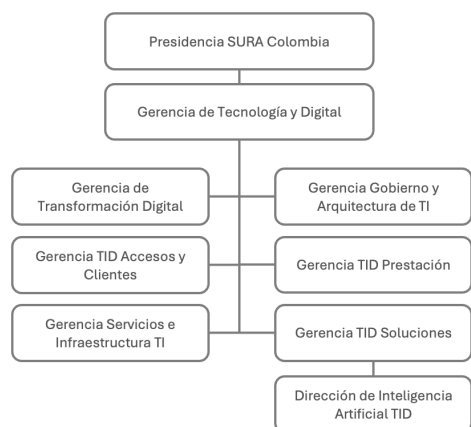 Presidencia SURA Colombia
Gerencia de Tecnología y Digital
Gerencia de
Transformación Digital
Gerencia Gobierno y
Arquitectura de TI
Gerencia TID Accesos y
Clientes
Gerencia TID Prestación
Gerencia Servicios e
Infraestructura TI
Gerencia TID Soluciones
Dirección de Inteligencia
Artificial TID